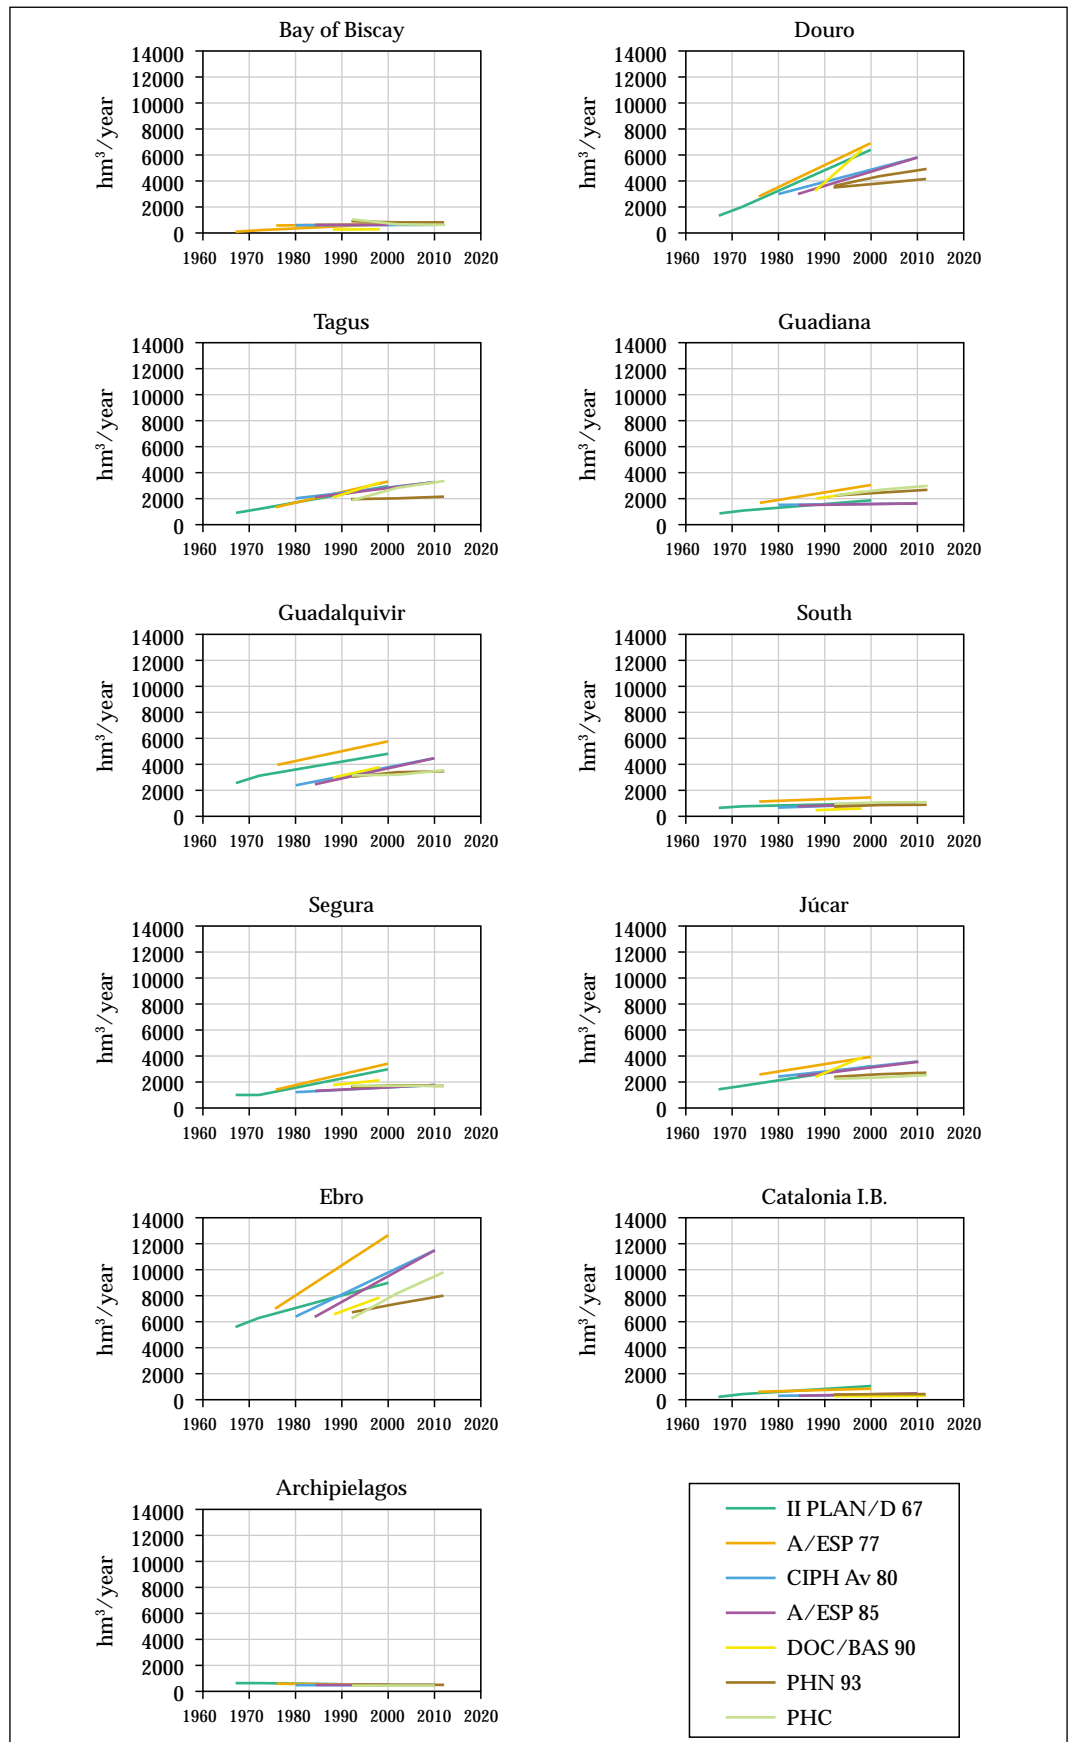 Bay of Biscay
14000
12000
10000
8000
6000
4000
2000
0
hm³/year
1960 1970 1980 1990 2000 2010 2020
Douro
14000
12000
10000
8000
6000
4000
2000
0
hm³/year
1960 1970 1980 1990 2000 2010 2020
Tagus
14000
12000
10000
8000
6000
4000
2000
0
hm³/year
1960 1970 1980 1990 2000 2010 2020
Guadiana
14000
12000
10000
8000
6000
4000
2000
0
hm³/year
1960 1970 1980 1990 2000 2010 2020
Guadalquivir
14000
12000
10000
8000
6000
4000
2000
0
hm³/year
1960 1970 1980 1990 2000 2010 2020
South
14000
12000
10000
8000
6000
4000
2000
0
hm³/year
1960 1970 1980 1990 2000 2010 2020
Segura
14000
12000
10000
8000
6000
4000
2000
0
hm³/year
1960 1970 1980 1990 2000 2010 2020
Júcar
14000
12000
10000
8000
6000
4000
2000
0
hm³/year
1960 1970 1980 1990 2000 2010 2020
Ebro
14000
12000
10000
8000
6000
4000
2000
0
hm³/year
1960 1970 1980 1990 2000 2010 2020
Catalonia I.B.
14000
12000
10000
8000
6000
4000
2000
0
hm³/year
1960 1970 1980 1990 2000 2010 2020
Archipielagos
14000
12000
10000
8000
6000
4000
2000
0
hm³/year
1960 1970 1980 1990 2000 2010 2020
II PLAN/D 67
A/ESP 77
CIPH Av 80
A/ESP 85
DOC/BAS 90
PHN 93
PHC